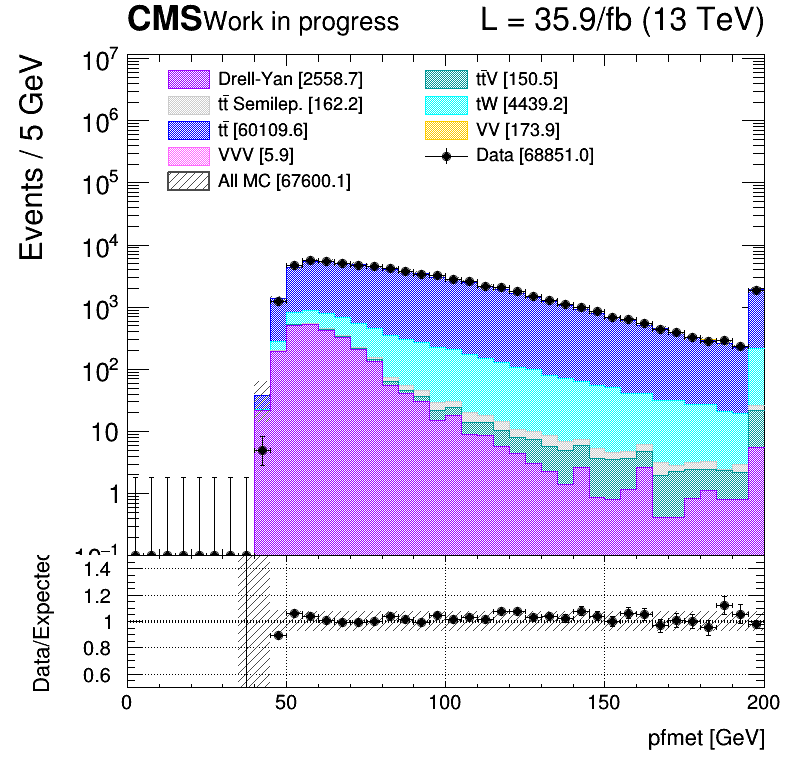 CMS Work in progress L = 35.9/fb (13 TeV)
Events / 5 GeV
10⁷
10⁶
10⁵
10⁴
10³
10²
10
1
10⁻¹
Drell-Yan [2558.7]
tt̄ Semilep. [162.2]
tt̄ [60109.6]
VVV [5.9]
All MC [67600.1]
tt̄V [150.5]
tW [4439.2]
VV [173.9]
Data [68851.0]
Data/Expected
1.4
1.2
1
0.8
0.6
0 50 100 150 200
pfmet [GeV]